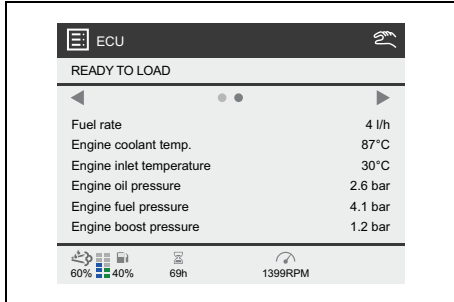 ECU
READY TO LOAD
Fuel rate 4 l/h
Engine coolant temp. 87°C
Engine inlet temperature 30°C
Engine oil pressure 2.6 bar
Engine fuel pressure 4.1 bar
Engine boost pressure 1.2 bar
60% 40% 69h 1399RPM